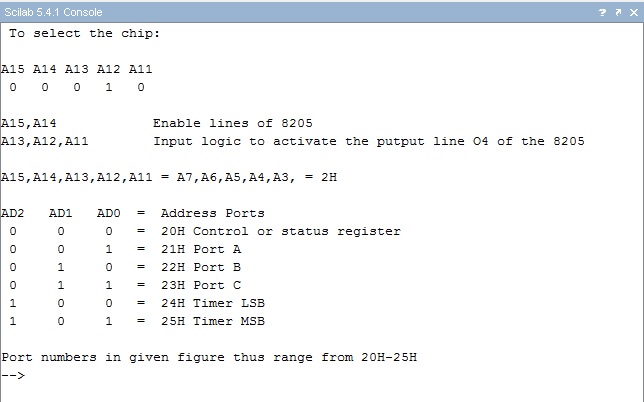 Scilab 5.4.1 Console
To select the chip:
A15 A14 A13 A12 A11
0 0 0 1 0
A15,A14 Enable lines of 8205
A13,A12,A11 Input logic to activate the putput line O4 of the 8205
A15,A14,A13,A12,A11 = A7,A6,A5,A4,A3, = 2H
AD2 AD1 AD0 = Address Ports
0 0 0 = 20H Control or status register
0 0 1 = 21H Port A
0 1 0 = 22H Port B
0 1 1 = 23H Port C
1 0 0 = 24H Timer LSB
1 0 1 = 25H Timer MSB
Port numbers in given figure thus range from 20H-25H
-->